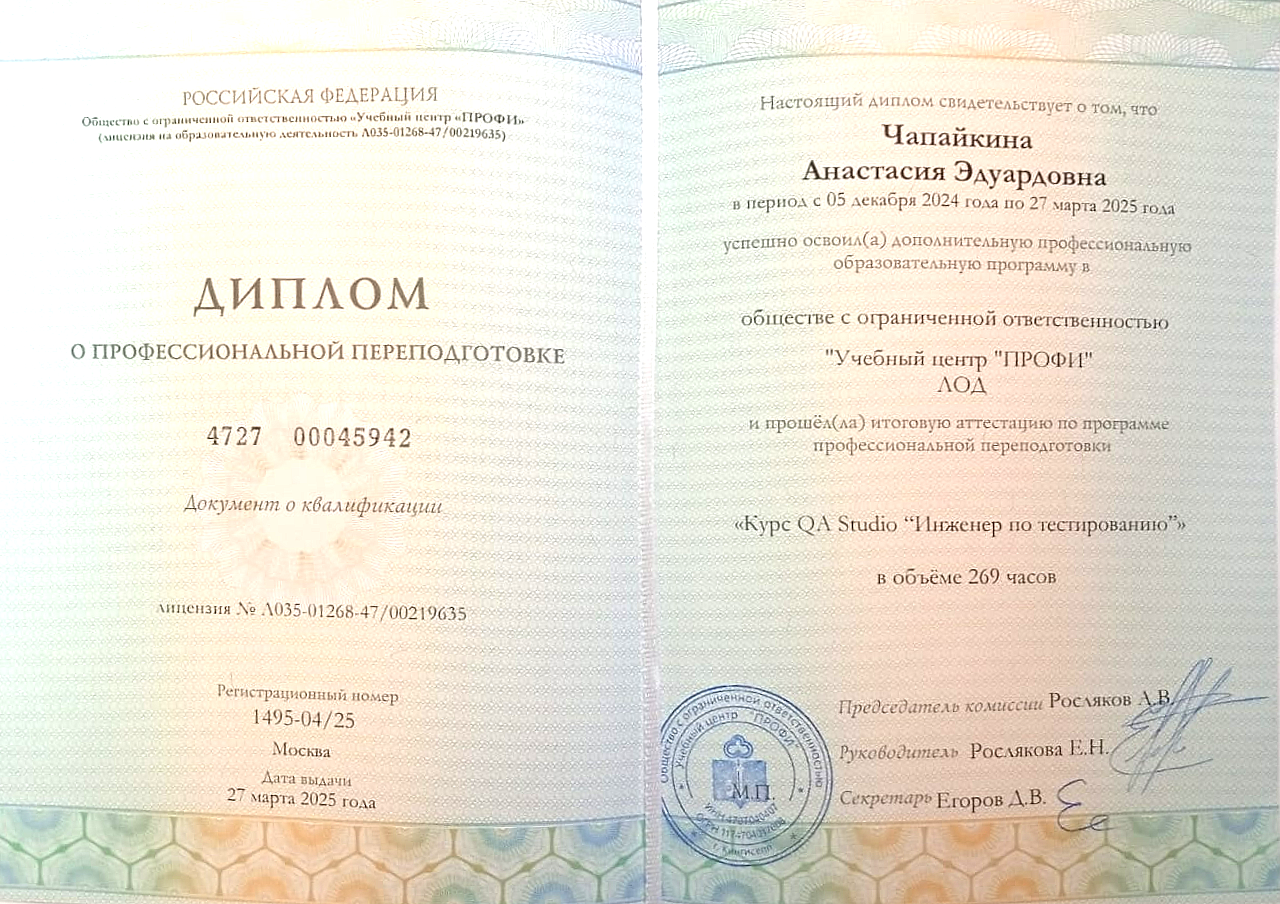 РОССИЙСКАЯ ФЕДЕРАЦИЯ
Общество с ограниченной ответственностью «Учебный центр «ПРОФИ»
(лицензия на образовательную деятельность Л035-01268-47/00219635)
ДИПЛОМ
О ПРОФЕССИОНАЛЬНОЙ ПЕРЕПОДГОТОВКЕ
4727 00045942
Документ о квалификации
лицензия № Л035-01268-47/00219635
Регистрационный номер
1495-04/25
Москва
Дата выдачи
27 марта 2025 года
Настоящий диплом свидетельствует о том, что
Чапайкина
Анастасия Эдуардовна
в период с 05 декабря 2024 года по 27 марта 2025 года
успешно освоил(а) дополнительную профессиональную
образовательную программу в
обществе с ограниченной ответственностью
"Учебный центр "ПРОФИ"
ЛОД
и прошёл(ла) итоговую аттестацию по программе
профессиональной переподготовки
«Курс QA Studio “Инженер по тестированию”»
в объёме 269 часов
Председатель комиссии Росляков А.В.
Руководитель Рослякова Е.Н.
Секретарь Егоров Д.В.
Общество с ограниченной ответственностью
Учебный центр "ПРОФИ"
М.П.
ИНН
ОГРН
г. Кингисепп